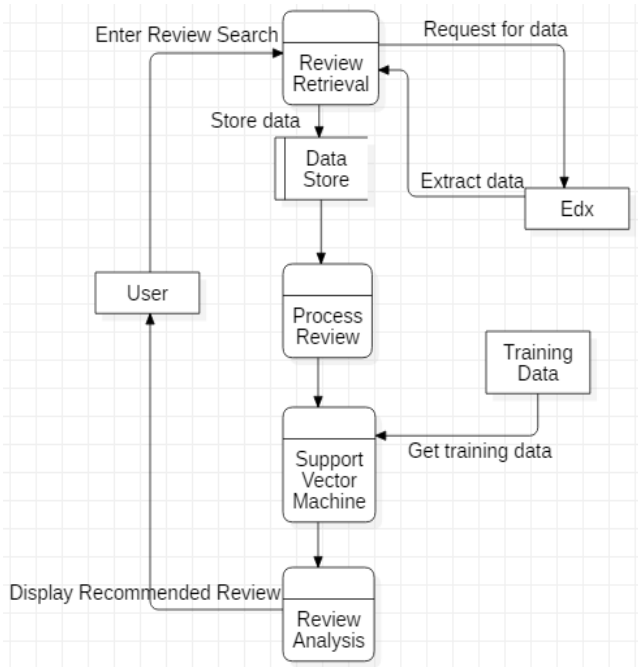 Enter Review Search
Request for data
Review
Retrieval
Store data
Data
Store
Extract data
Edx
User
Process
Review
Training
Data
Get training data
Support
Vector
Machine
Display Recommended Review
Review
Analysis